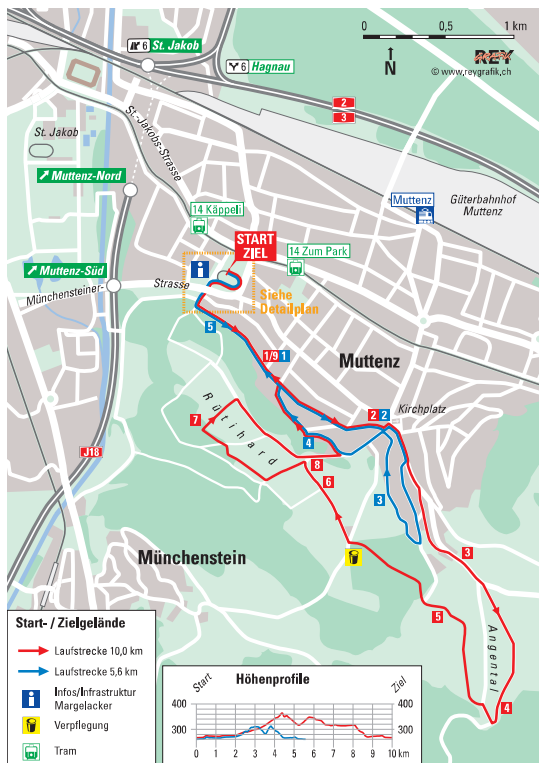 6 St. Jakob
6 Hagnau
0 0,5 1 km
N
REY
GRAFIK
© www.reygrafik.ch
2
3
St. Jakob
St.-Jakobs-Strasse
Muttenz-Nord
14 Käppeli
Muttenz
Güterbahnhof
Muttenz
START
ZIEL
14 Zum Park
Muttenz-Süd
Münchensteiner-
Strasse
Siehe
Detailplan
5
1/9 1
Muttenz
Rütihard
7
2 2
Kirchplatz
4
8
J18
6
3
3
Münchenstein
5
Angental
4
Start- / Zielgelände
Laufstrecke 10,0 km
Laufstrecke 5,6 km
Infos/Infrastruktur
Margelacker
Verpflegung
Tram
Start
Höhenprofile
Ziel
400 400
300 300
0 1 2 3 4 5 6 7 8 9 10 km